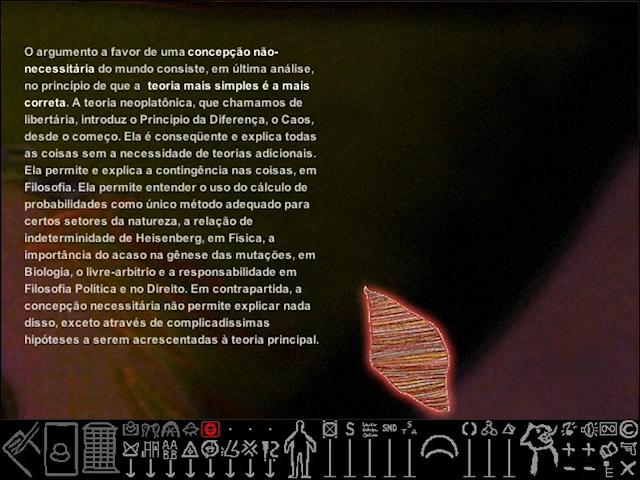 O argumento a favor de uma concepção não-
necessitária do mundo consiste, em última análise,
no princípio de que a teoria mais simples é a mais
correta. A teoria neoplatônica, que chamamos de
libertária, introduz o Princípio da Diferença, o Caos,
desde o começo. Ela é conseqüente e explica todas
as coisas sem a necessidade de teorias adicionais.
Ela permite e explica a contingência nas coisas, em
Filosofia. Ela permite entender o uso do cálculo de
probabilidades como único método adequado para
certos setores da natureza, a relação de
indeterminidade de Heisenberg, em Física, a
importância do acaso na gênese das mutações, em
Biologia, o livre-arbítrio e a responsabilidade em
Filosofia Política e no Direito. Em contrapartida, a
concepção necessitária não permite explicar nada
disso, exceto através de complicadíssimas
hipóteses a serem acrescentadas à teoria principal.
S SND